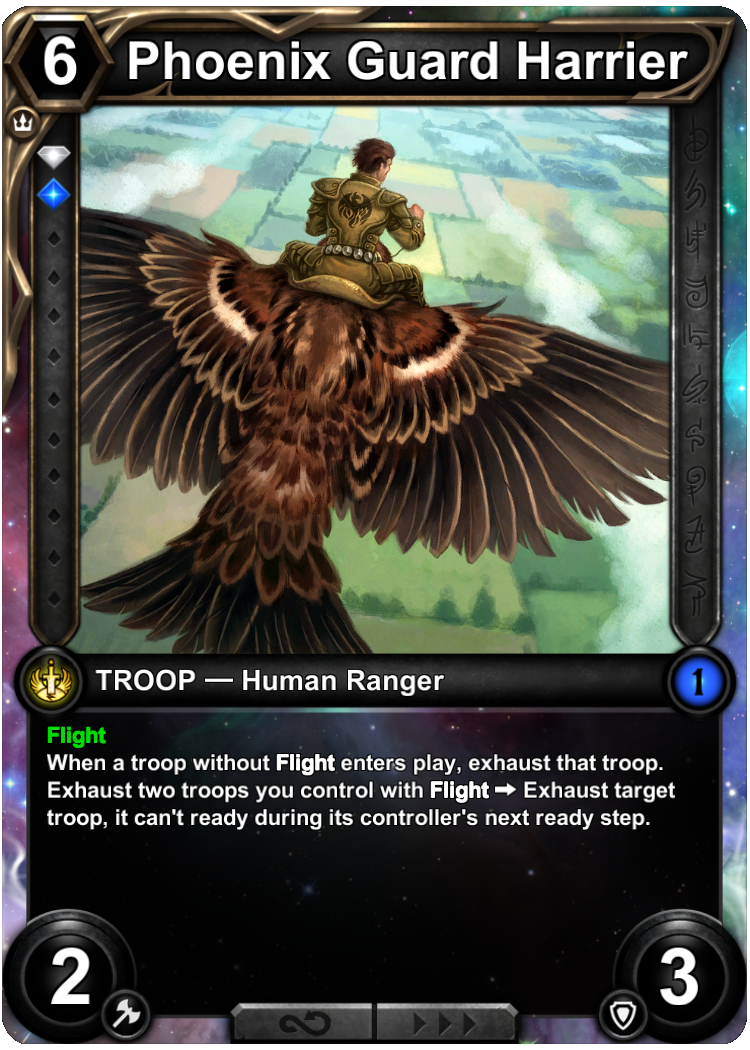 6 Phoenix Guard Harrier
TROOP — Human Ranger 1
Flight
When a troop without Flight enters play, exhaust that troop.
Exhaust two troops you control with Flight ➞ Exhaust target
troop, it can't ready during its controller's next ready step.
2 3